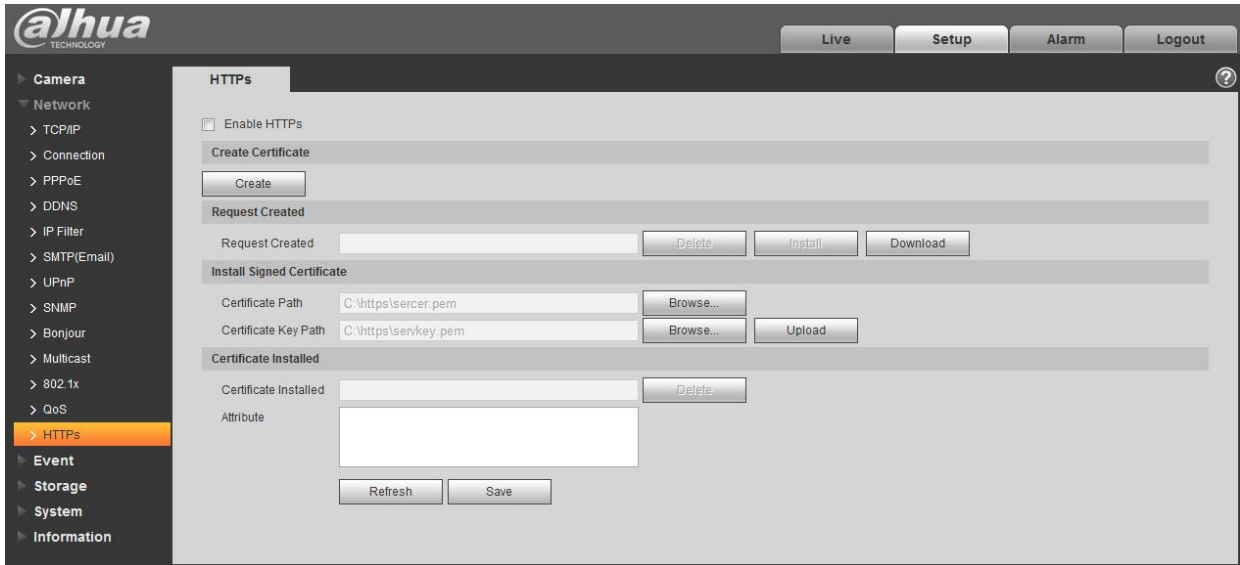 alhua
TECHNOLOGY
Live Setup Alarm Logout
Camera
Network
TCP/IP
Connection
PPPoE
DDNS
IP Filter
SMTP(Email)
UPnP
SNMP
Bonjour
Multicast
802.1x
QoS
HTTPs
Event
Storage
System
Information
HTTPs
?
Enable HTTPs
Create Certificate
Create
Request Created
Request Created Delete Install Download
Install Signed Certificate
Certificate Path C:\https\sercer.pem Browse...
Certificate Key Path C:\https\servkey.pem Browse... Upload
Certificate Installed
Certificate Installed Delete
Attribute
Refresh Save